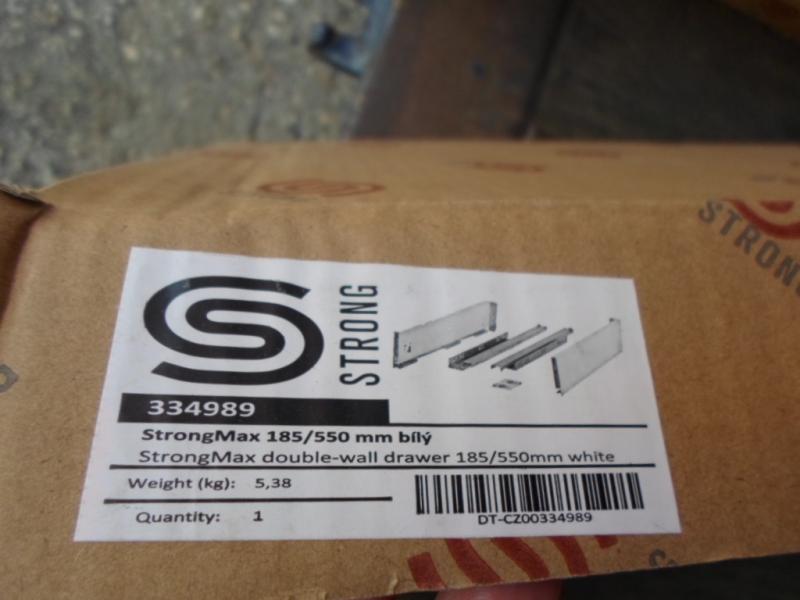 STRONG
STRONG
334989
StrongMax 185/550 mm bílý
StrongMax double-wall drawer 185/550mm white
Weight (kg): 5,38
Quantity: 1
DT-CZ00334989